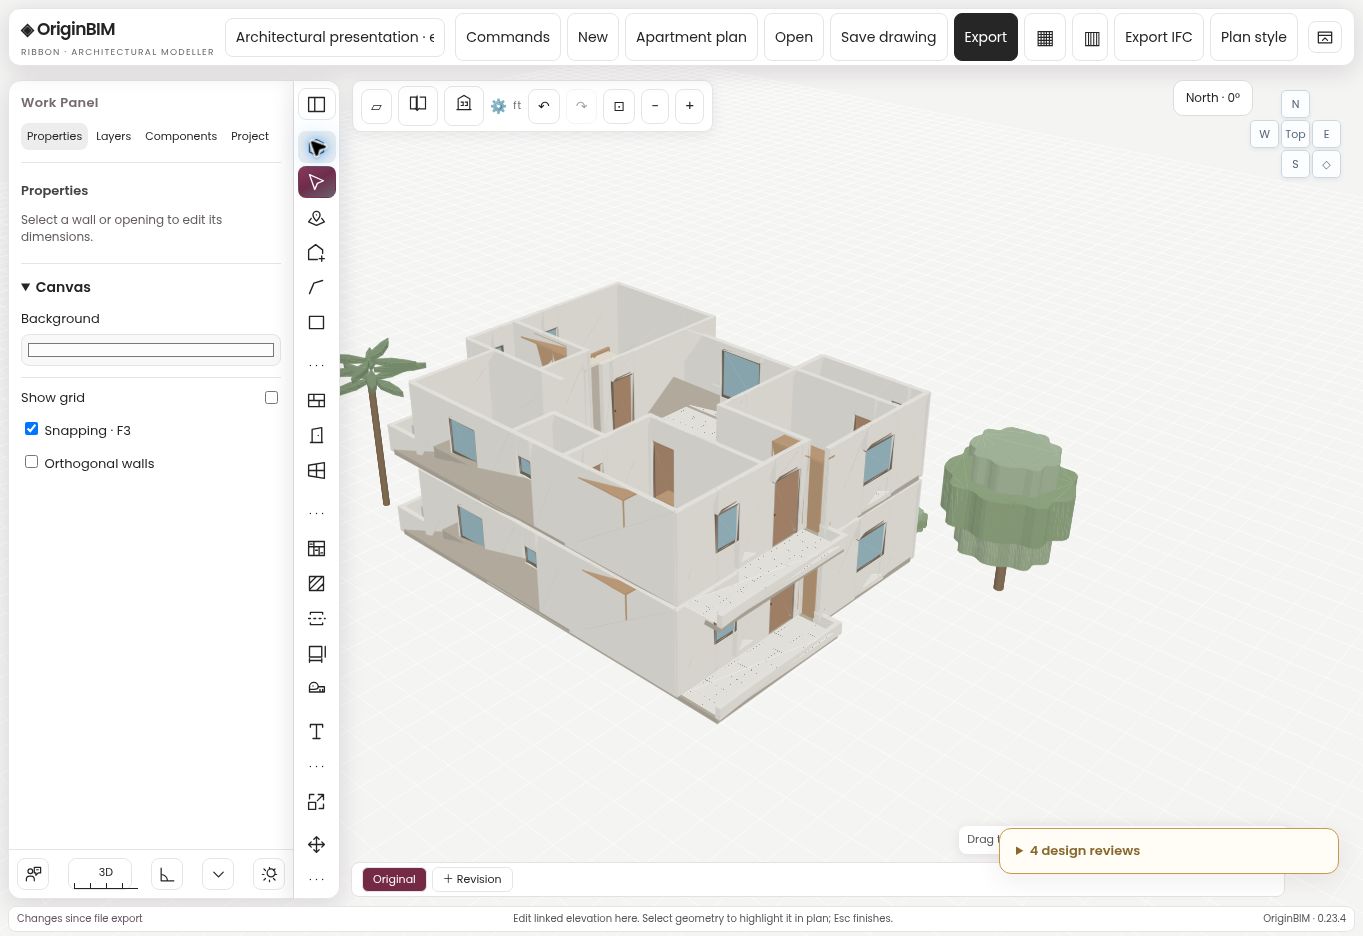 ◈ OriginBIM
RIBBON · ARCHITECTURAL MODELLER
Architectural presentation · e
Commands
New
Apartment plan
Open
Save drawing
Export
Export IFC
Plan style
Work Panel
Properties
Layers
Components
Project
Properties
Select a wall or opening to edit its
dimensions.
▼ Canvas
Background
Show grid
Snapping · F3
Orthogonal walls
3D
ft
North · 0°
N
W
Top
E
S
Drag
▶ 4 design reviews
Original
+ Revision
Changes since file export
Edit linked elevation here. Select geometry to highlight it in plan; Esc finishes.
OriginBIM · 0.23.4